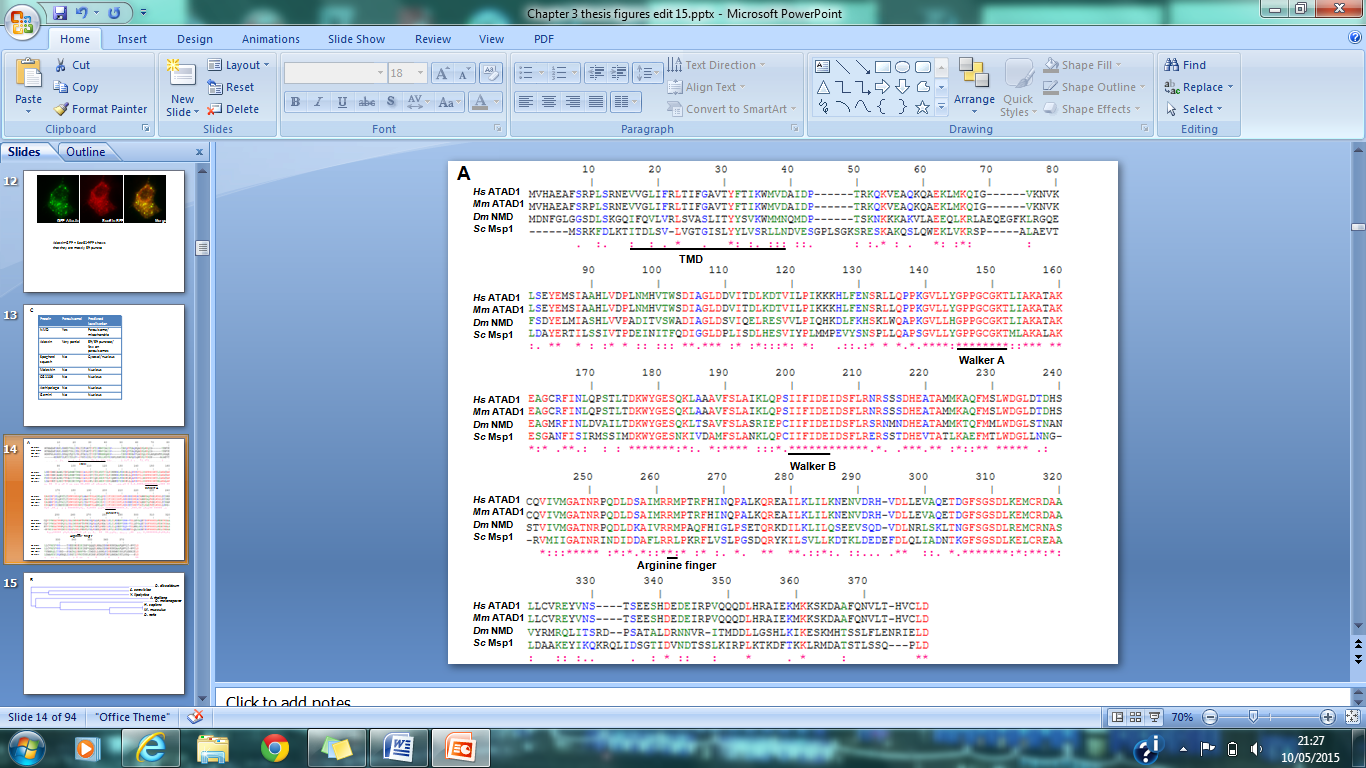 Chapter 3 thesis figures edit 15.pptx - Microsoft PowerPoint
Home Insert Design Animations Slide Show Review View PDF
Paste
Cut
Copy
Format Painter
Clipboard
New Slide
Layout
Reset
Delete
Slides
18
B I U abc S AV Aa A
Font
Text Direction
Align Text
Convert to SmartArt
Paragraph
Arrange
Quick Styles
Shape Fill
Shape Outline
Shape Effects
Drawing
Find
Replace
Select
Editing
Slides Outline
12
13
14
15
A
10 20 30 40 50 60 70 80
Hs ATAD1 MVHAEAFSRPLSRNEVVGLIFRLTIFGAVTYFTIKWMVDAIDP------TRKQKVEAQKQAEKLMKQIG------VKNVK
Mm ATAD1 MVHAEAFSRPLSRNEVVGLIFRLTIFGAVTYFTIKWMVDAIDP------TRKQKVEAQKQAEKLMKQIG------VKNVK
Dm NMD MDNFGLGGSDLSKGQIFQVLVRLSVASLITYYSVKWMMNQMDP------TSKNKKKAKVLAEEQLKRLAEQEGFKLRGQE
Sc Msp1 ------MSRKFDLKTITDLSV-LVGTGISLYYLVSRLLNDVESGPLSGKSRESKAKQSLQWEKLVKRSP-----ALAEVT
TMD
90 100 110 120 130 140 150 160
Hs ATAD1 LSEYEMSIAAHLVDPLNMHVTWSDIAGLDDVITDLKDTVILPIKKKHLFENSRLLQPPKGVLLYGPPGCGKTLIAKATAK
Mm ATAD1 LSEYEMSIAAHLVDPLNMHVTWSDIAGLDDVITDLKDTVILPIKKKHLFENSRLLQPPKGVLLYGPPGCGKTLIAKATAK
Dm NMD FSDYELMIASHLVVPADITVSWADIAGLDSVIQELRESVVLPIQHKDLFKHSKLWQAPKGVLLHGPPGCGKTLIAKATAK
Sc Msp1 LDAYERTILSSIVTPDEINITFQDIGGLDPLISDLHESVIYPLMMPEVYSNSPLLQAPSGVLLYGPPGCGKTMLAKALAK
Walker A
170 180 190 200 210 220 230 240
Hs ATAD1 EAGCRFINLQPSTLTDKWYGESQKLAAAVFSLAIKLQPSIIFIDEIDSFLRNRSSSDHEATAMMKAQFMSLWDGLDTDHS
Mm ATAD1 EAGCRFINLQPSTLTDKWYGESQKLAAAVFSLAIKLQPSIIFIDEIDSFLRNRSSSDHEATAMMKAQFMSLWDGLDTDHS
Dm NMD EAGMRFINLDVAILTDKWYGESQKLTSAVFSLASRIEPCIIFIDEIDSFLRSRNMNDHEATAMMKTQFMMLWDGLSTNAN
Sc Msp1 ESGANFISIRMSSIMDKWYGESNKIVDAMFSLANKLQPCIIFIDEIDSFLRERSSTDHEVTATLKAEFMTLWDGLLNNG-
Walker B
250 260 270 280 290 300 310 320
Hs ATAD1 CQVIVMGATNRPQDLDSAIMRRMPTRFHINQPALKQREAILKLILKNENVDRH-VDLLEVAQETDGFSGSDLKEMCRDAA
Mm ATAD1 CQVIVMGATNRPQDLDSAIMRRMPTRFHINQPALKQREAILKLILKNENVDRH-VDLLEVAQETDGFSGSDLKEMCRDAA
Dm NMD STVIVMGATNRPQDLDKAIVRRMPAQFHIGLPSETQRKDILKLILQSEEVSQD-VDLNRLSKLTNGFSGSDLREMCRNAS
Sc Msp1 -RVMIIGATNRINDIDDAFLRRLPKRFLVSLPGSDQRYKILSVLLKDTKLDEDEFDLQLIADNTKGFSGSDLKELCREAA
Arginine finger
330 340 350 360 370
Hs ATAD1 LLCVREYVNS----TSEESHDEDEIRPVQQQDLHRAIEKMKKSKDAAFQNVLT-HVCLD
Mm ATAD1 LLCVREYVNS----TSEESHDEDEIRPVQQQDLHRAIEKMKKSKDAAFQNVLT-HVCLD
Dm NMD VYRMRQLITSRD--PSATALDRNNVR-ITMDDLLGSHLKIKESKMHTSSLFLENRIELD
Sc Msp1 LDAAKEYIKQKRQLIDSGTIDVNDTSSLKIRPLKTKDFTKKLRMDATSTLSSQ---PLD
Click to add notes
Slide 14 of 94 "Office Theme" 70%
21:27
10/05/2015